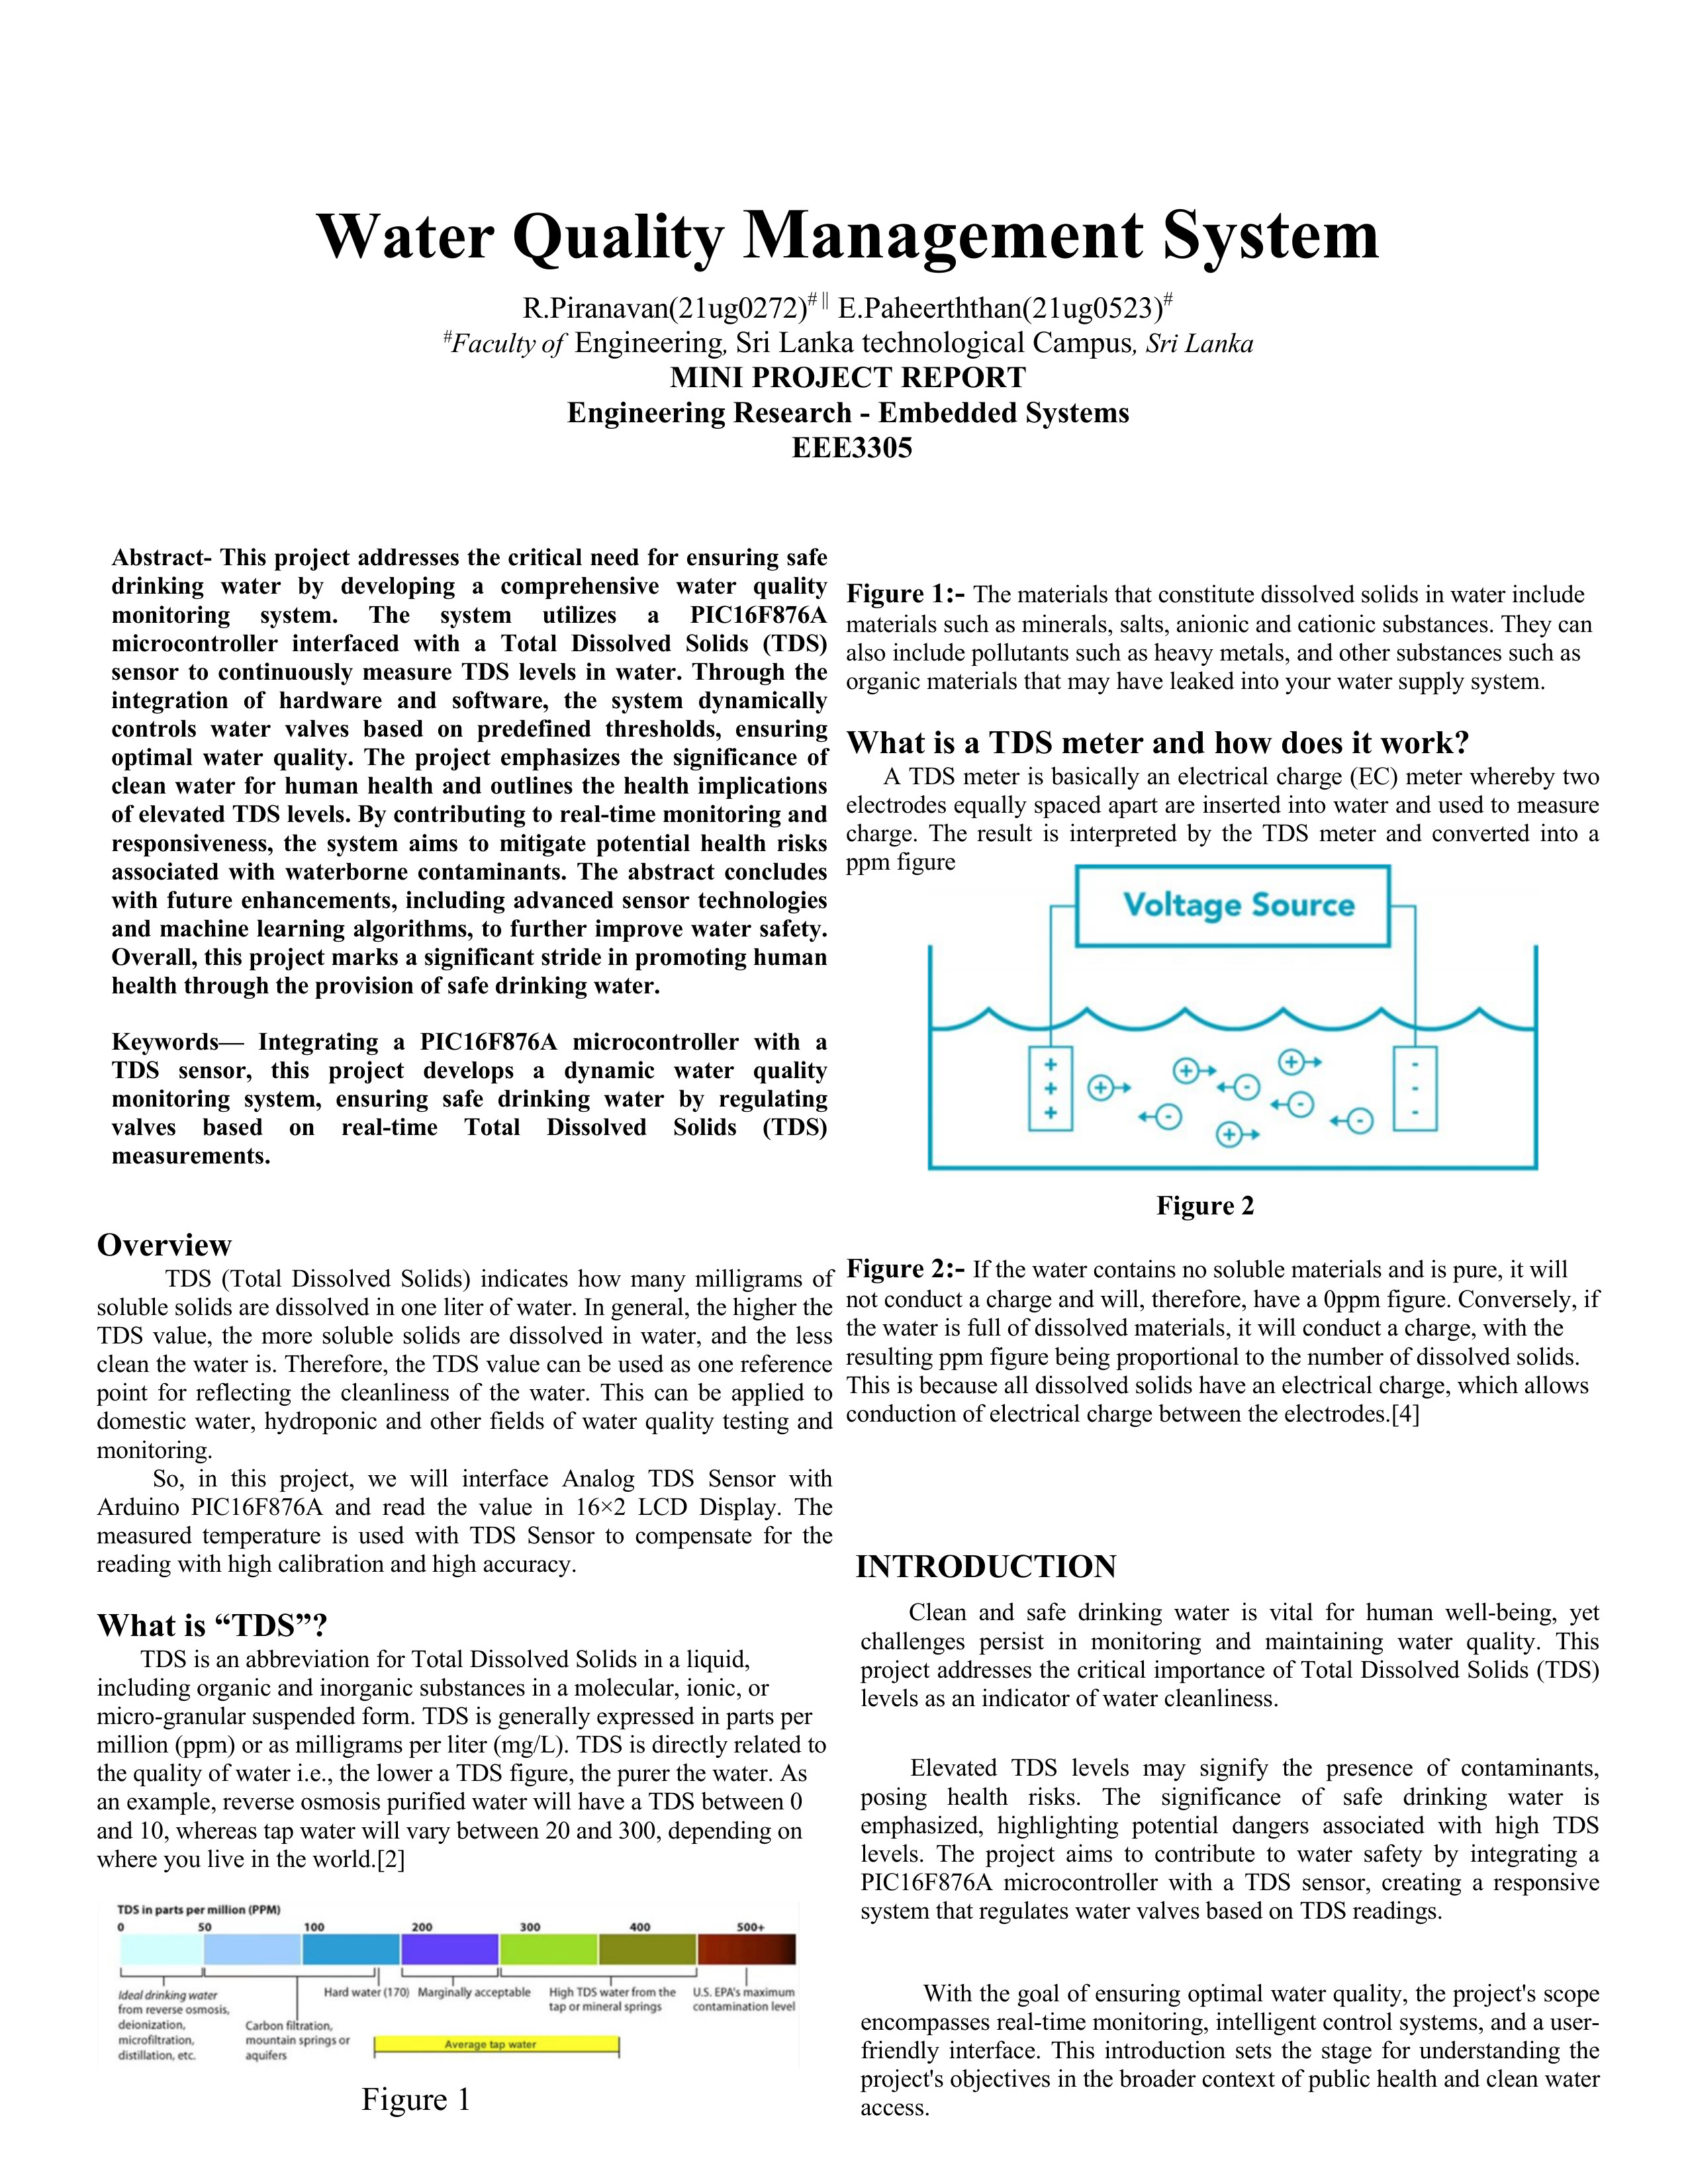 Water Quality Management System
R.Piranavan(21ug0272)#‖ E.Paheerththan(21ug0523)#
#Faculty of Engineering, Sri Lanka technological Campus, Sri Lanka
MINI PROJECT REPORT
Engineering Research - Embedded Systems
EEE3305
Abstract- This project addresses the critical need for ensuring safe
drinking water by developing a comprehensive water quality
monitoring system. The system utilizes a PIC16F876A
microcontroller interfaced with a Total Dissolved Solids (TDS)
sensor to continuously measure TDS levels in water. Through the
integration of hardware and software, the system dynamically
controls water valves based on predefined thresholds, ensuring
optimal water quality. The project emphasizes the significance of
clean water for human health and outlines the health implications
of elevated TDS levels. By contributing to real-time monitoring and
responsiveness, the system aims to mitigate potential health risks
associated with waterborne contaminants. The abstract concludes
with future enhancements, including advanced sensor technologies
and machine learning algorithms, to further improve water safety.
Overall, this project marks a significant stride in promoting human
health through the provision of safe drinking water.
Keywords— Integrating a PIC16F876A microcontroller with a
TDS sensor, this project develops a dynamic water quality
monitoring system, ensuring safe drinking water by regulating
valves based on real-time Total Dissolved Solids (TDS)
measurements.
Overview
TDS (Total Dissolved Solids) indicates how many milligrams of
soluble solids are dissolved in one liter of water. In general, the higher the
TDS value, the more soluble solids are dissolved in water, and the less
clean the water is. Therefore, the TDS value can be used as one reference
point for reflecting the cleanliness of the water. This can be applied to
domestic water, hydroponic and other fields of water quality testing and
monitoring.
So, in this project, we will interface Analog TDS Sensor with
Arduino PIC16F876A and read the value in 16×2 LCD Display. The
measured temperature is used with TDS Sensor to compensate for the
reading with high calibration and high accuracy.
What is “TDS”?
TDS is an abbreviation for Total Dissolved Solids in a liquid,
including organic and inorganic substances in a molecular, ionic, or
micro-granular suspended form. TDS is generally expressed in parts per
million (ppm) or as milligrams per liter (mg/L). TDS is directly related to
the quality of water i.e., the lower a TDS figure, the purer the water. As
an example, reverse osmosis purified water will have a TDS between 0
and 10, whereas tap water will vary between 20 and 300, depending on
where you live in the world.[2]
TDS in parts per million (PPM)
0 50 100 200 300 400 500+
Ideal drinking water
from reverse osmosis,
deionization,
microfiltration,
distillation, etc.
Carbon filtration,
mountain springs or
aquifers
Hard water (170)
Marginally acceptable
High TDS water from the
tap or mineral springs
U.S. EPA's maximum
contamination level
Average tap water
Figure 1
Figure 1:- The materials that constitute dissolved solids in water include
materials such as minerals, salts, anionic and cationic substances. They can
also include pollutants such as heavy metals, and other substances such as
organic materials that may have leaked into your water supply system.
What is a TDS meter and how does it work?
A TDS meter is basically an electrical charge (EC) meter whereby two
electrodes equally spaced apart are inserted into water and used to measure
charge. The result is interpreted by the TDS meter and converted into a
ppm figure
Voltage Source
Figure 2
Figure 2:- If the water contains no soluble materials and is pure, it will
not conduct a charge and will, therefore, have a 0ppm figure. Conversely, if
the water is full of dissolved materials, it will conduct a charge, with the
resulting ppm figure being proportional to the number of dissolved solids.
This is because all dissolved solids have an electrical charge, which allows
conduction of electrical charge between the electrodes.[4]
INTRODUCTION
Clean and safe drinking water is vital for human well-being, yet
challenges persist in monitoring and maintaining water quality. This
project addresses the critical importance of Total Dissolved Solids (TDS)
levels as an indicator of water cleanliness.
Elevated TDS levels may signify the presence of contaminants,
posing health risks. The significance of safe drinking water is
emphasized, highlighting potential dangers associated with high TDS
levels. The project aims to contribute to water safety by integrating a
PIC16F876A microcontroller with a TDS sensor, creating a responsive
system that regulates water valves based on TDS readings.
With the goal of ensuring optimal water quality, the project's scope
encompasses real-time monitoring, intelligent control systems, and a user-
friendly interface. This introduction sets the stage for understanding the
project's objectives in the broader context of public health and clean water
access.